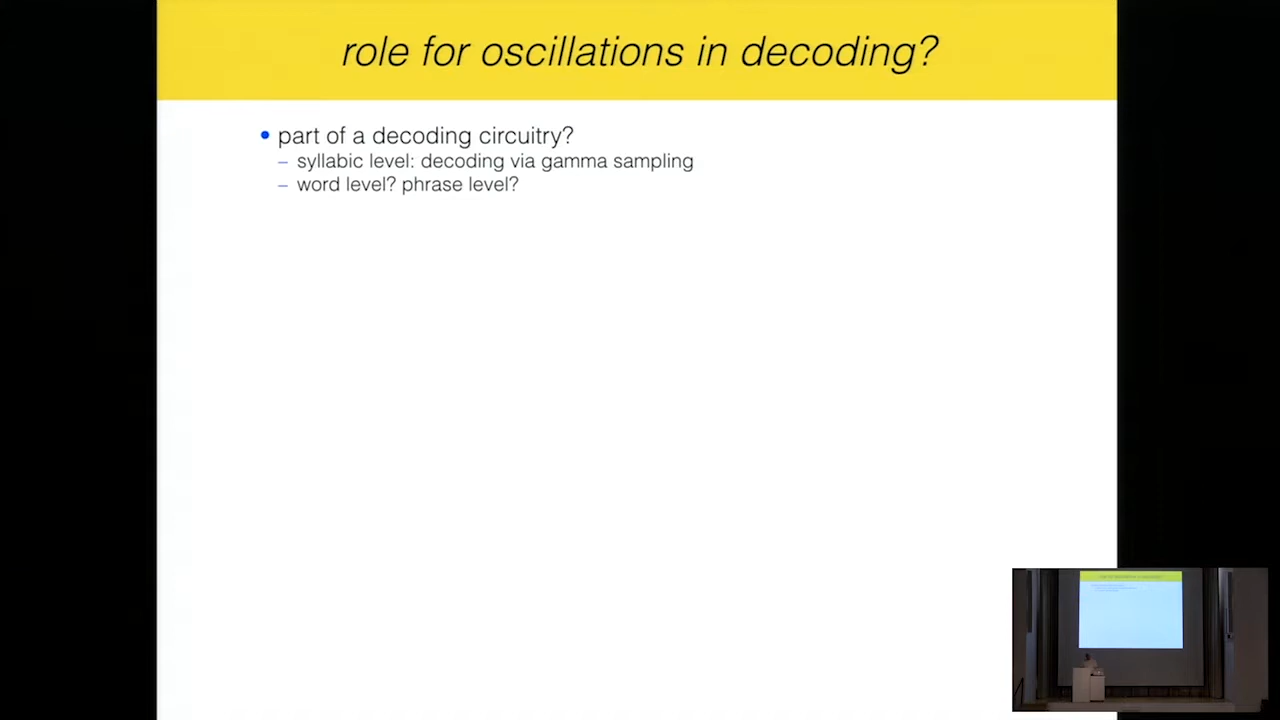 role for oscillations in decoding?
• part of a decoding circuitry?
– syllabic level: decoding via gamma sampling
– word level? phrase level?